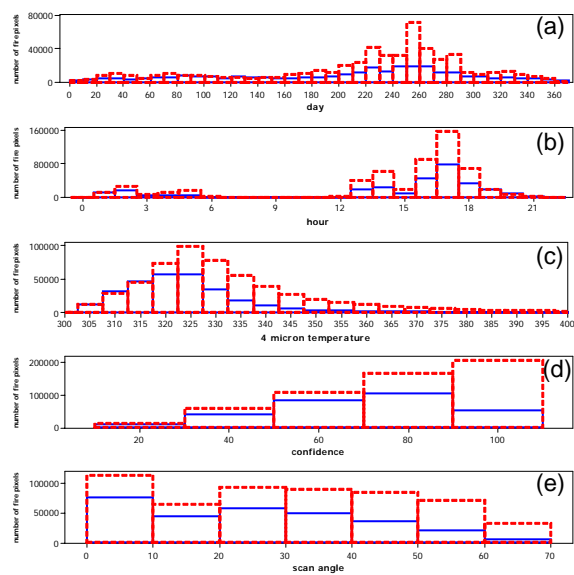 (a)
number of fire pixels
80000
40000
0
0 20 40 60 80 100 120 140 160 180 200 220 240 260 280 300 320 340 360
day
(b)
number of fire pixels
160000
80000
0
0 3 6 9 12 15 18 21
hour
(c)
number of fire pixels
100000
50000
0
300 305 310 315 320 325 330 335 340 345 350 355 360 365 370 375 380 385 390 395 400
4 micron temperature
(d)
number of fire pixels
200000
100000
0
20 40 60 80 100
confidence
(e)
number of fire pixels
100000
50000
0
0 10 20 30 40 50 60 70
scan angle